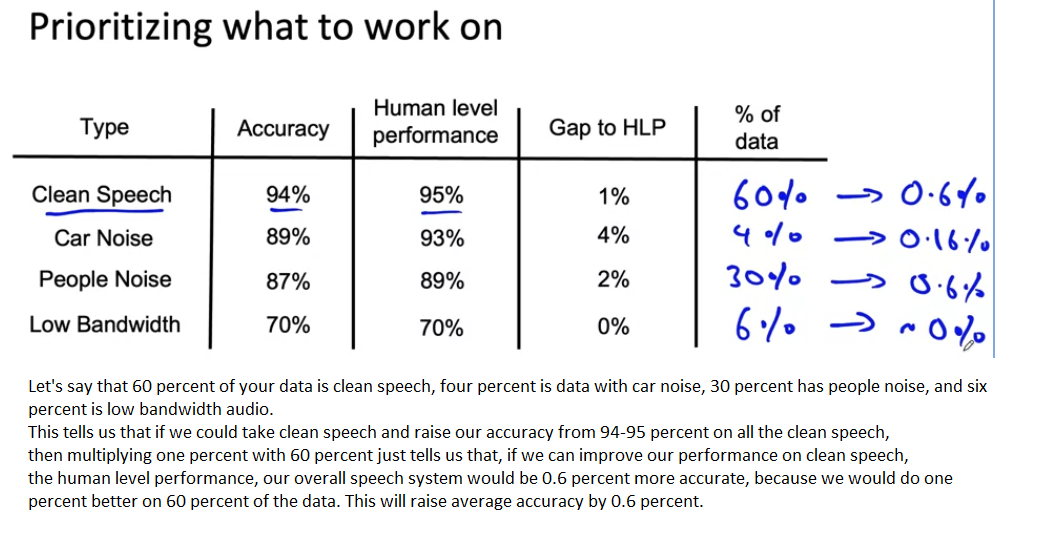 Prioritizing what to work on
Type Accuracy Human level performance Gap to HLP % of data
Clean Speech 94% 95% 1% 60% → 0.6%
Car Noise 89% 93% 4% 4% → 0.16%
People Noise 87% 89% 2% 30% → 0.6%
Low Bandwidth 70% 70% 0% 6% → ~0%
Let's say that 60 percent of your data is clean speech, four percent is data with car noise, 30 percent has people noise, and six
percent is low bandwidth audio.
This tells us that if we could take clean speech and raise our accuracy from 94-95 percent on all the clean speech,
then multiplying one percent with 60 percent just tells us that, if we can improve our performance on clean speech,
the human level performance, our overall speech system would be 0.6 percent more accurate, because we would do one
percent better on 60 percent of the data. This will raise average accuracy by 0.6 percent.